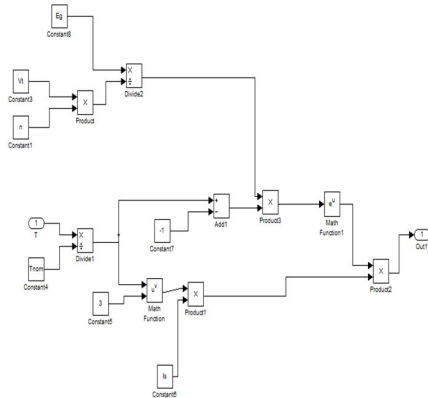 Eg
Constant8
X
÷
Divide2
Vt
Constant3
X
Product
n
Constant1
1
T
X
÷
Divide1
Tnom
Constant4
+
−
Add1
-1
Constant7
X
Product3
e^u
Math
Function1
1
Out1
X
Product2
3
Constant5
u^v
Math
Function
X
Product1
Is
Constant6